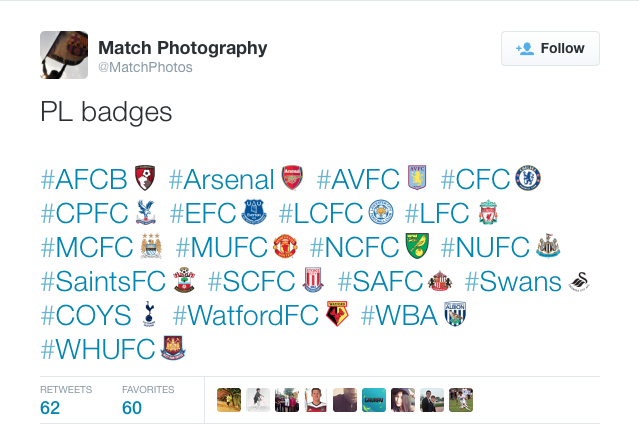 Match Photography
@MatchPhotos
Follow
PL badges
#AFCB #Arsenal #AVFC #CFC
#CPFC #EFC #LCFC #LFC
#MCFC #MUFC #NCFC #NUFC
#SaintsFC #SCFC #SAFC #Swans
#COYS #WatfordFC #WBA
#WHUFC
RETWEETS FAVORITES
62 60